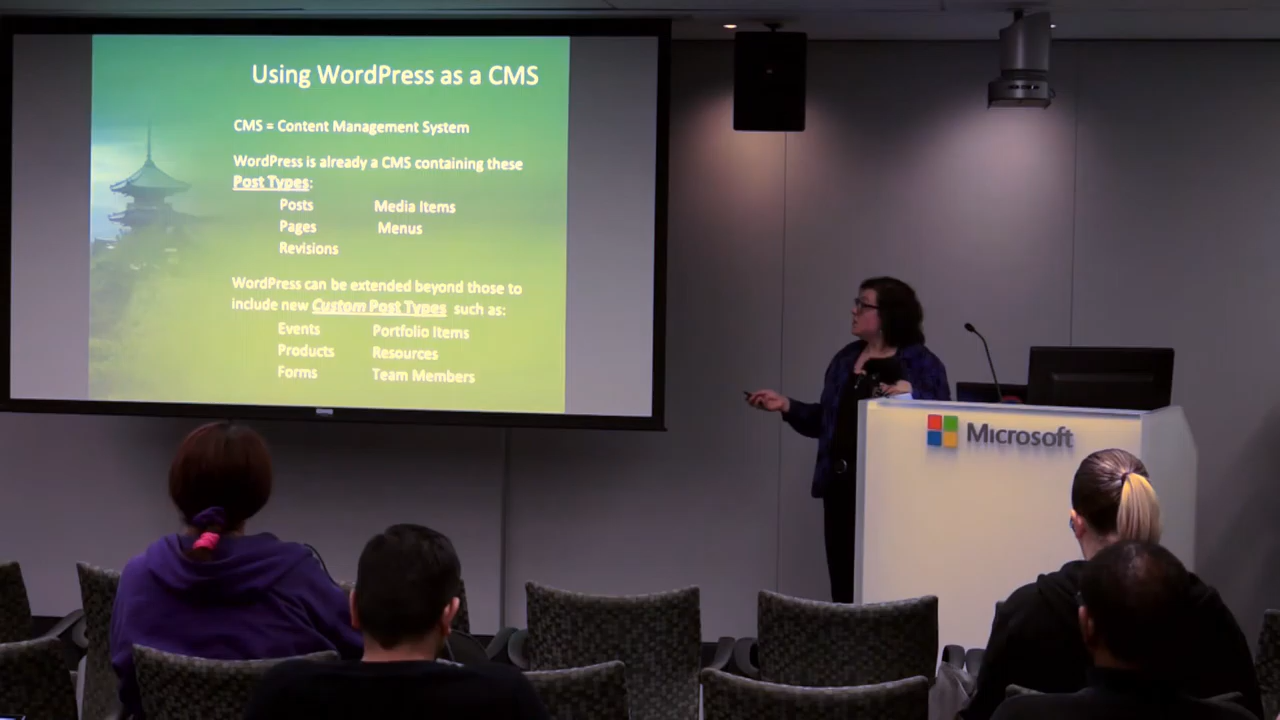 Using WordPress as a CMS
CMS = Content Management System
WordPress is already a CMS containing these
Post Types:
Posts Media Items
Pages Menus
Revisions
WordPress can be extended beyond those to
include new Custom Post Types such as:
Events Portfolio Items
Products Resources
Forms Team Members
Microsoft